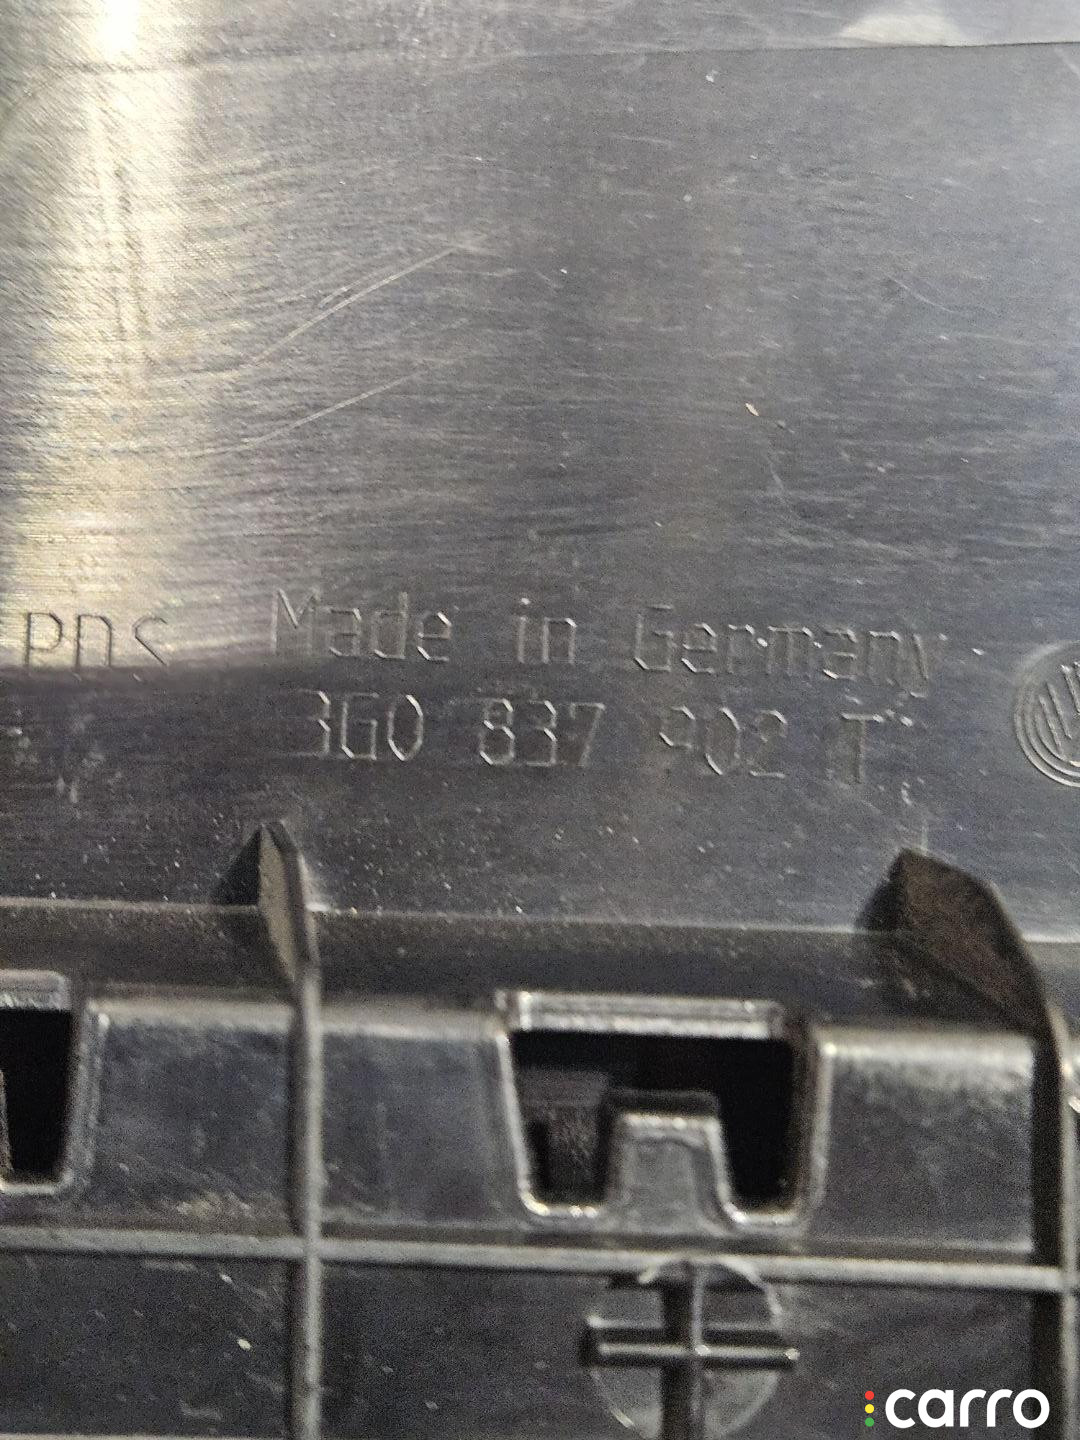 PDS
Made in Germany
3G0 837 902 T
carro